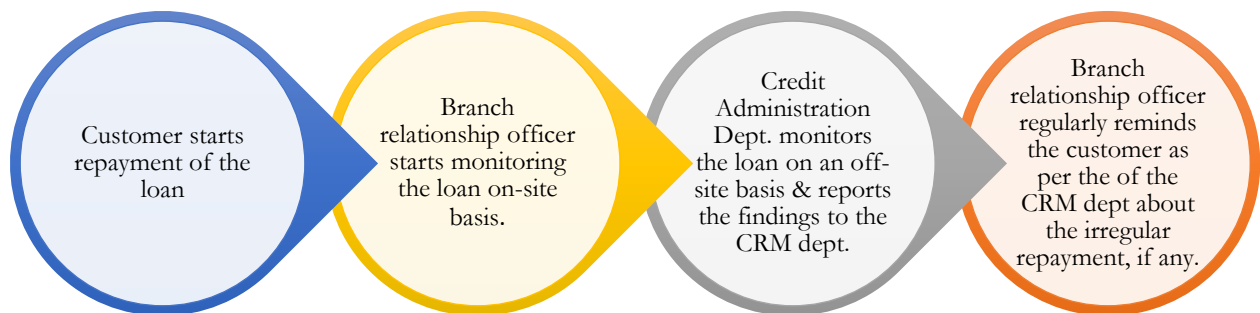 Customer starts
repayment of the
loan
Branch
relationship officer
starts monitoring
the loan on-site
basis.
Credit
Administration
Dept. monitors
the loan on an off-
site basis & reports
the findings to the
CRM dept.
Branch
relationship officer
regularly reminds
the customer as
per the of the
CRM dept about
the irregular
repayment, if any.